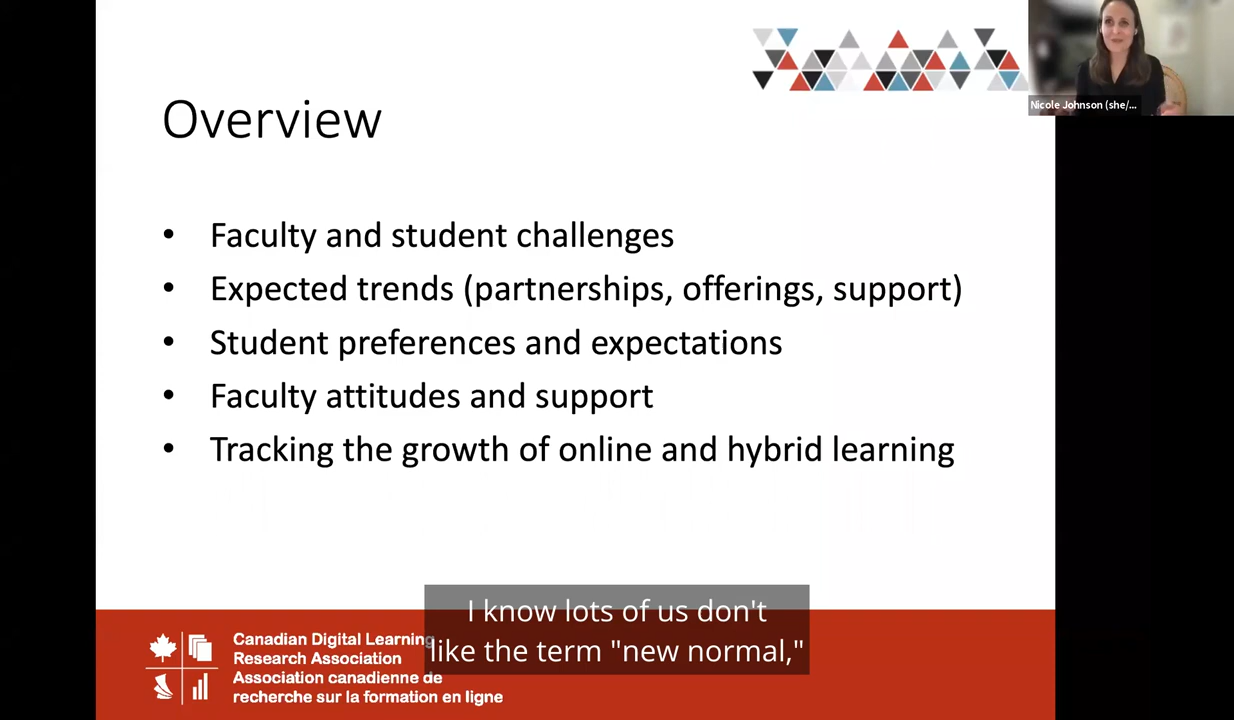 Nicole Johnson (she/...
Overview
• Faculty and student challenges
• Expected trends (partnerships, offerings, support)
• Student preferences and expectations
• Faculty attitudes and support
• Tracking the growth of online and hybrid learning
I know lots of us don't
like the term "new normal,"
Canadian Digital Learning
Research Association
Association canadienne de
recherche sur la formation en ligne